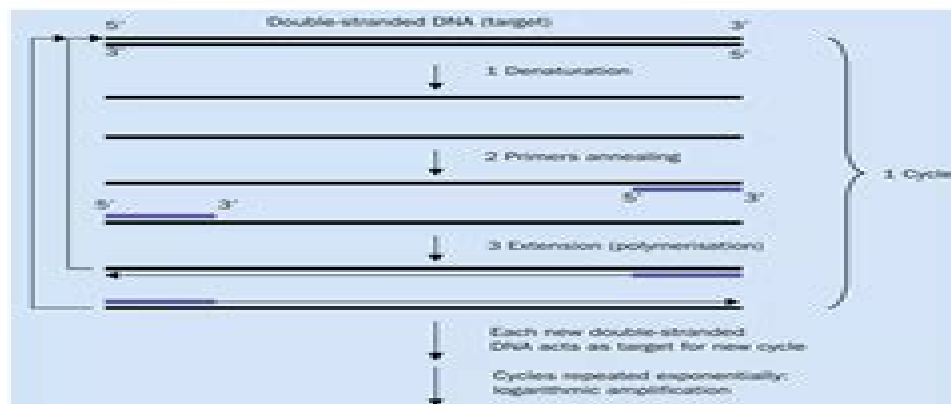 Double-stranded DNA (target)
5' 3'
3' 5'
1 Denaturation
2 Primers annealing
5' 3'
5' 3'
3 Extension (polymerisation)
1 Cycle
Each new double-stranded
DNA acts as target for new cycle
Cycles repeated exponentially:
logarithmic amplification